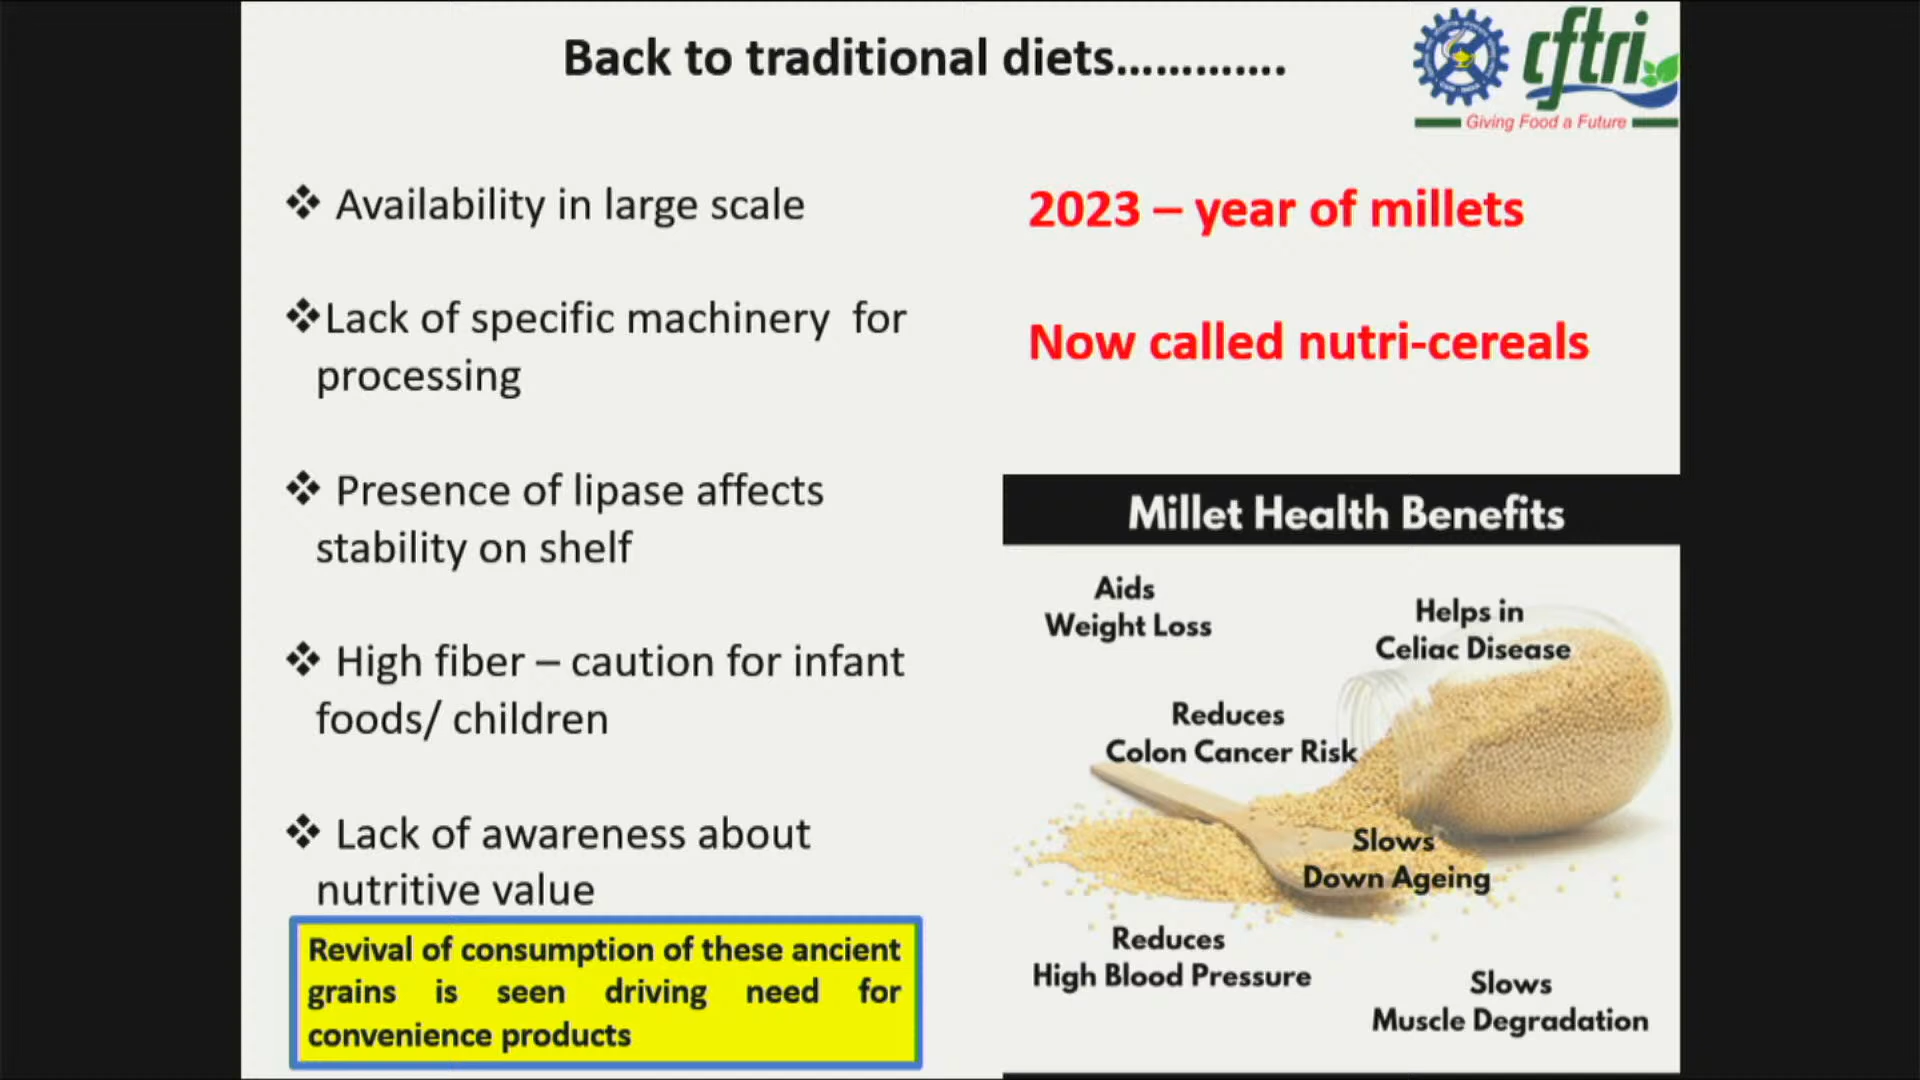 Back to traditional diets.............
cftri
Giving Food a Future
❖ Availability in large scale
❖Lack of specific machinery for
processing
❖ Presence of lipase affects
stability on shelf
❖ High fiber – caution for infant
foods/ children
❖ Lack of awareness about
nutritive value
Revival of consumption of these ancient
grains is seen driving need for
convenience products
2023 – year of millets
Now called nutri-cereals
Millet Health Benefits
Aids
Weight Loss
Helps in
Celiac Disease
Reduces
Colon Cancer Risk
Slows
Down Ageing
Reduces
High Blood Pressure
Slows
Muscle Degradation